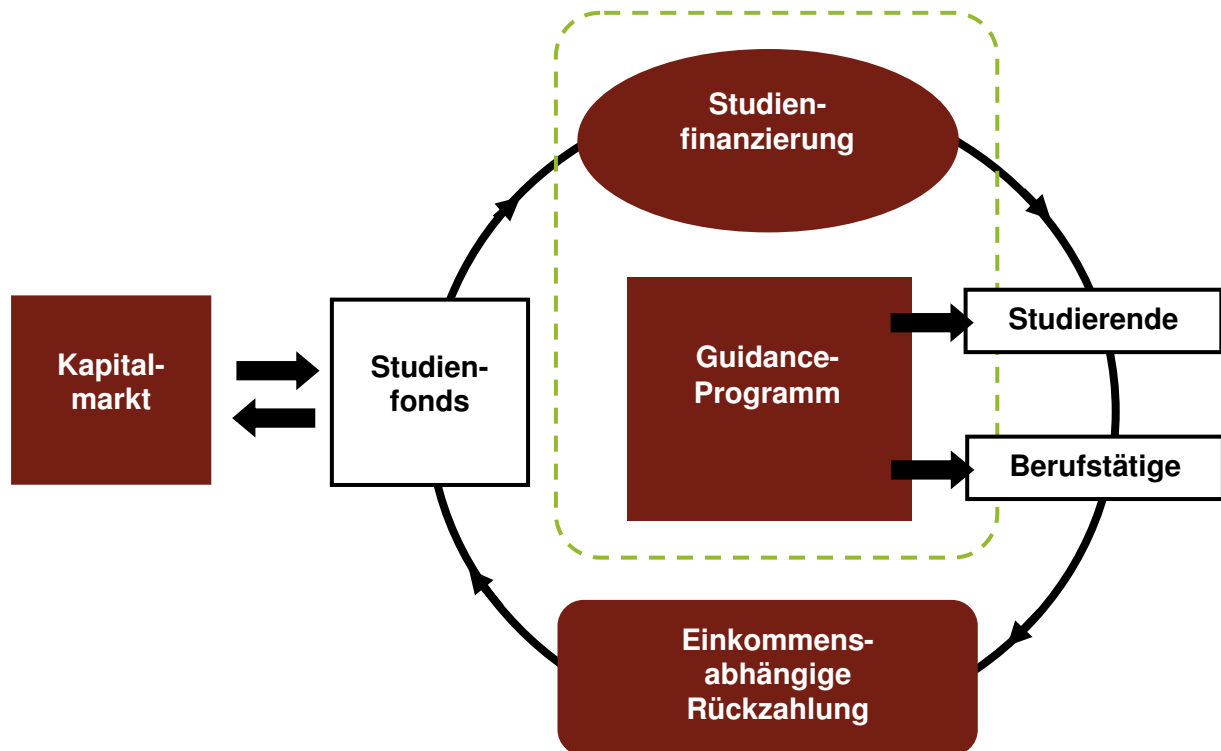 Studien-
finanzierung
Kapital-
markt
Studien-
fonds
Guidance-
Programm
Studierende
Berufstätige
Einkommens-
abhängige
Rückzahlung